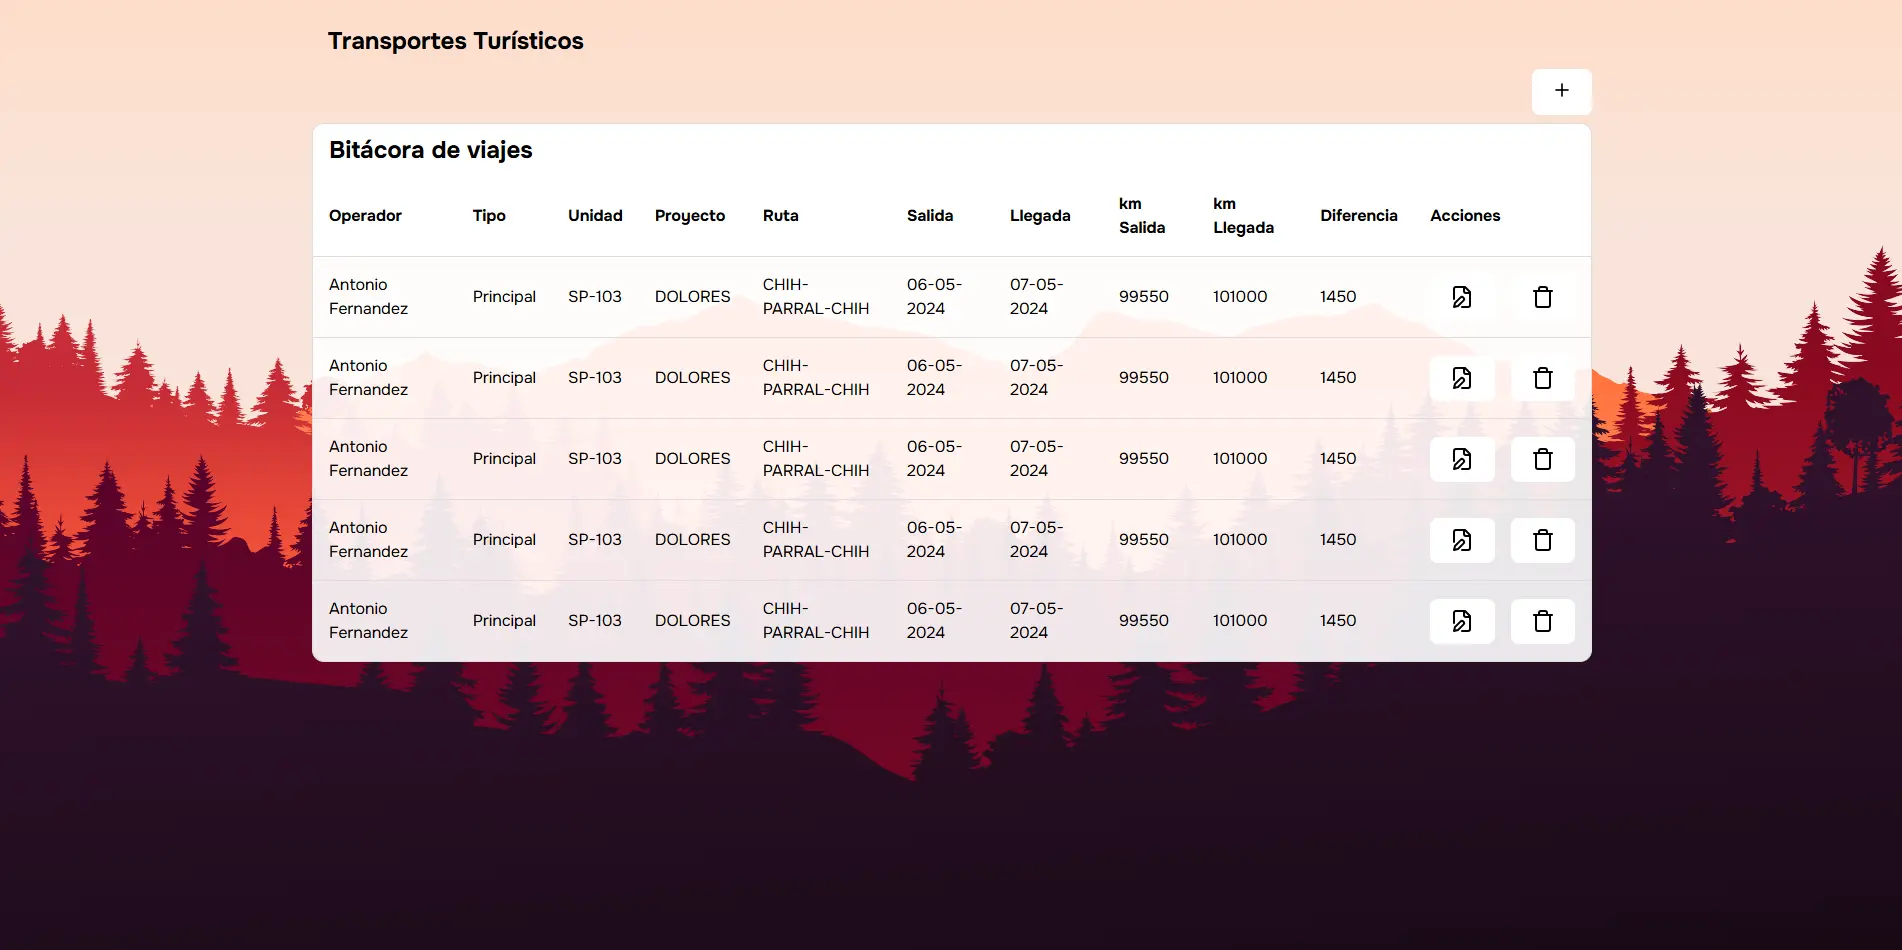 Transportes Turísticos
+
Bitácora de viajes
Operador Tipo Unidad Proyecto Ruta Salida Llegada km Salida km Llegada Diferencia Acciones
Antonio Fernandez Principal SP-103 DOLORES CHIH-PARRAL-CHIH 06-05-2024 07-05-2024 99550 101000 1450
Antonio Fernandez Principal SP-103 DOLORES CHIH-PARRAL-CHIH 06-05-2024 07-05-2024 99550 101000 1450
Antonio Fernandez Principal SP-103 DOLORES CHIH-PARRAL-CHIH 06-05-2024 07-05-2024 99550 101000 1450
Antonio Fernandez Principal SP-103 DOLORES CHIH-PARRAL-CHIH 06-05-2024 07-05-2024 99550 101000 1450
Antonio Fernandez Principal SP-103 DOLORES CHIH-PARRAL-CHIH 06-05-2024 07-05-2024 99550 101000 1450